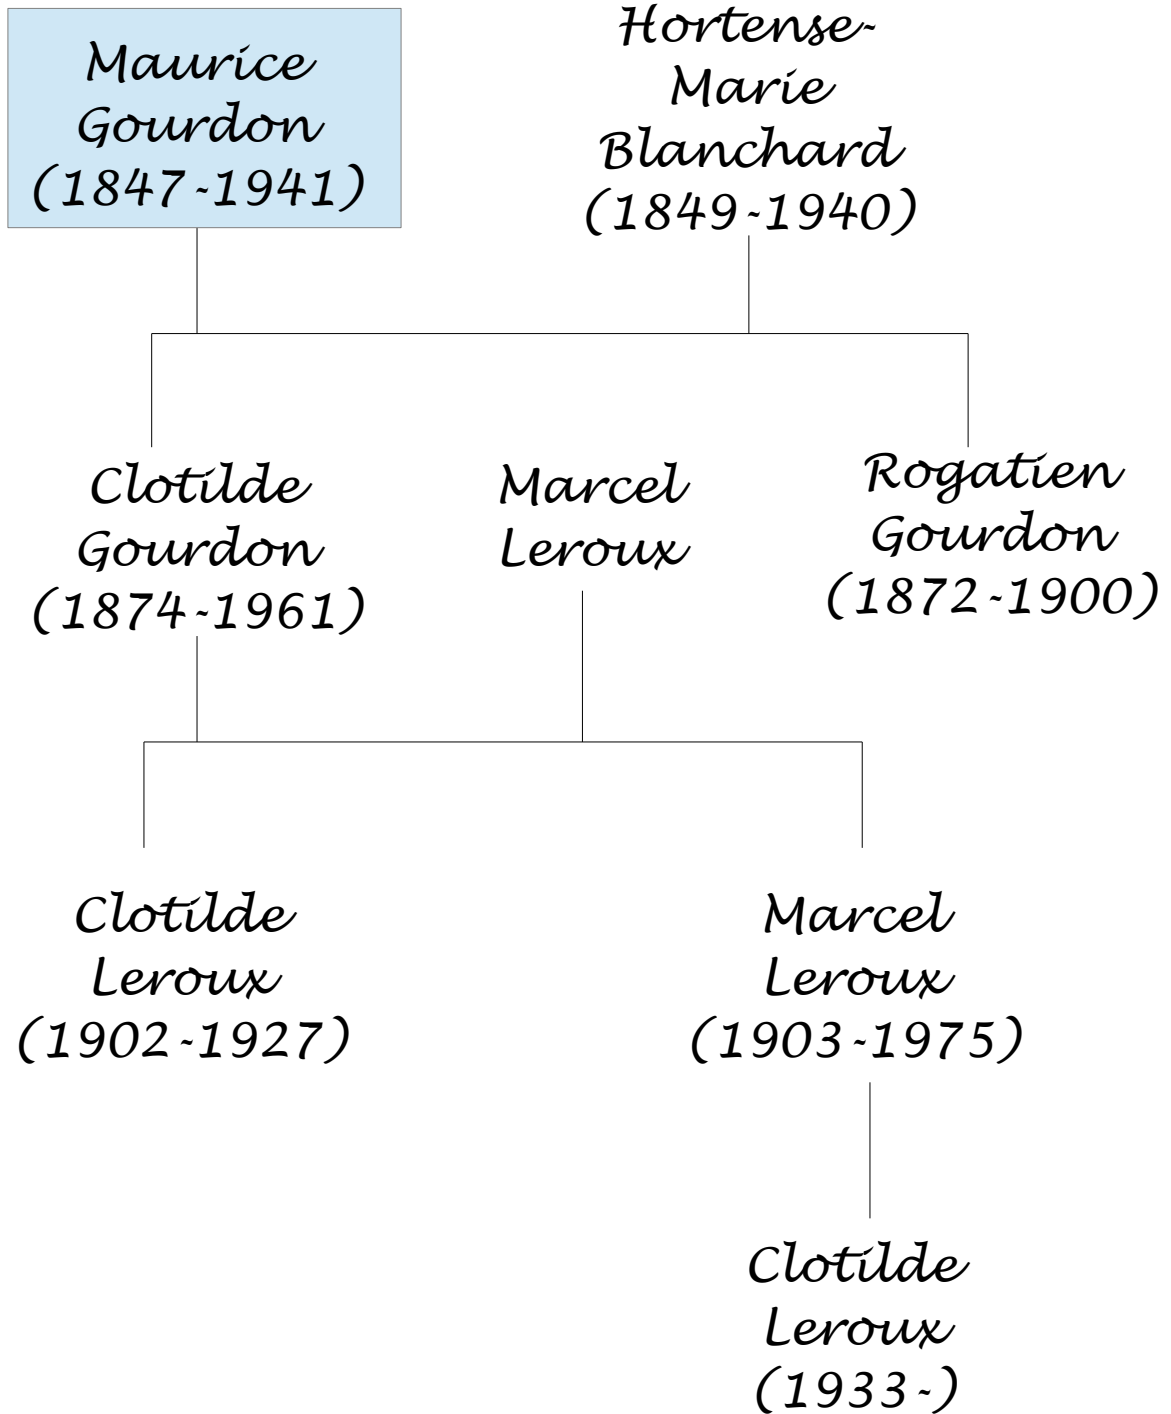 Maurice
Gourdon
(1847-1941)
Hortense-
Marie
Blanchard
(1849-1940)
Clotilde
Gourdon
(1874-1961)
Marcel
Leroux
Rogatien
Gourdon
(1872-1900)
Clotilde
Leroux
(1902-1927)
Marcel
Leroux
(1903-1975)
Clotilde
Leroux
(1933-)